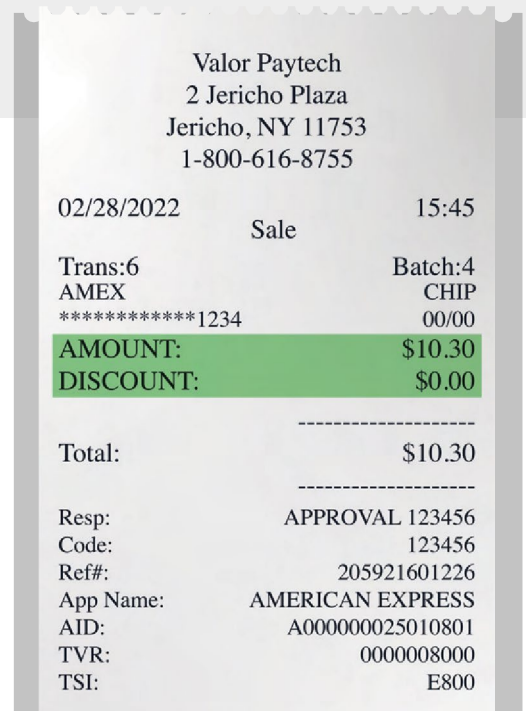 Valor Paytech
2 Jericho Plaza
Jericho, NY 11753
1-800-616-8755
02/28/2022 15:45
Sale
Trans:6 Batch:4
AMEX CHIP
************1234 00/00
AMOUNT: $10.30
DISCOUNT: $0.00
--------------------
Total: $10.30
--------------------
Resp: APPROVAL 123456
Code: 123456
Ref#: 205921601226
App Name: AMERICAN EXPRESS
AID: A000000025010801
TVR: 0000008000
TSI: E800